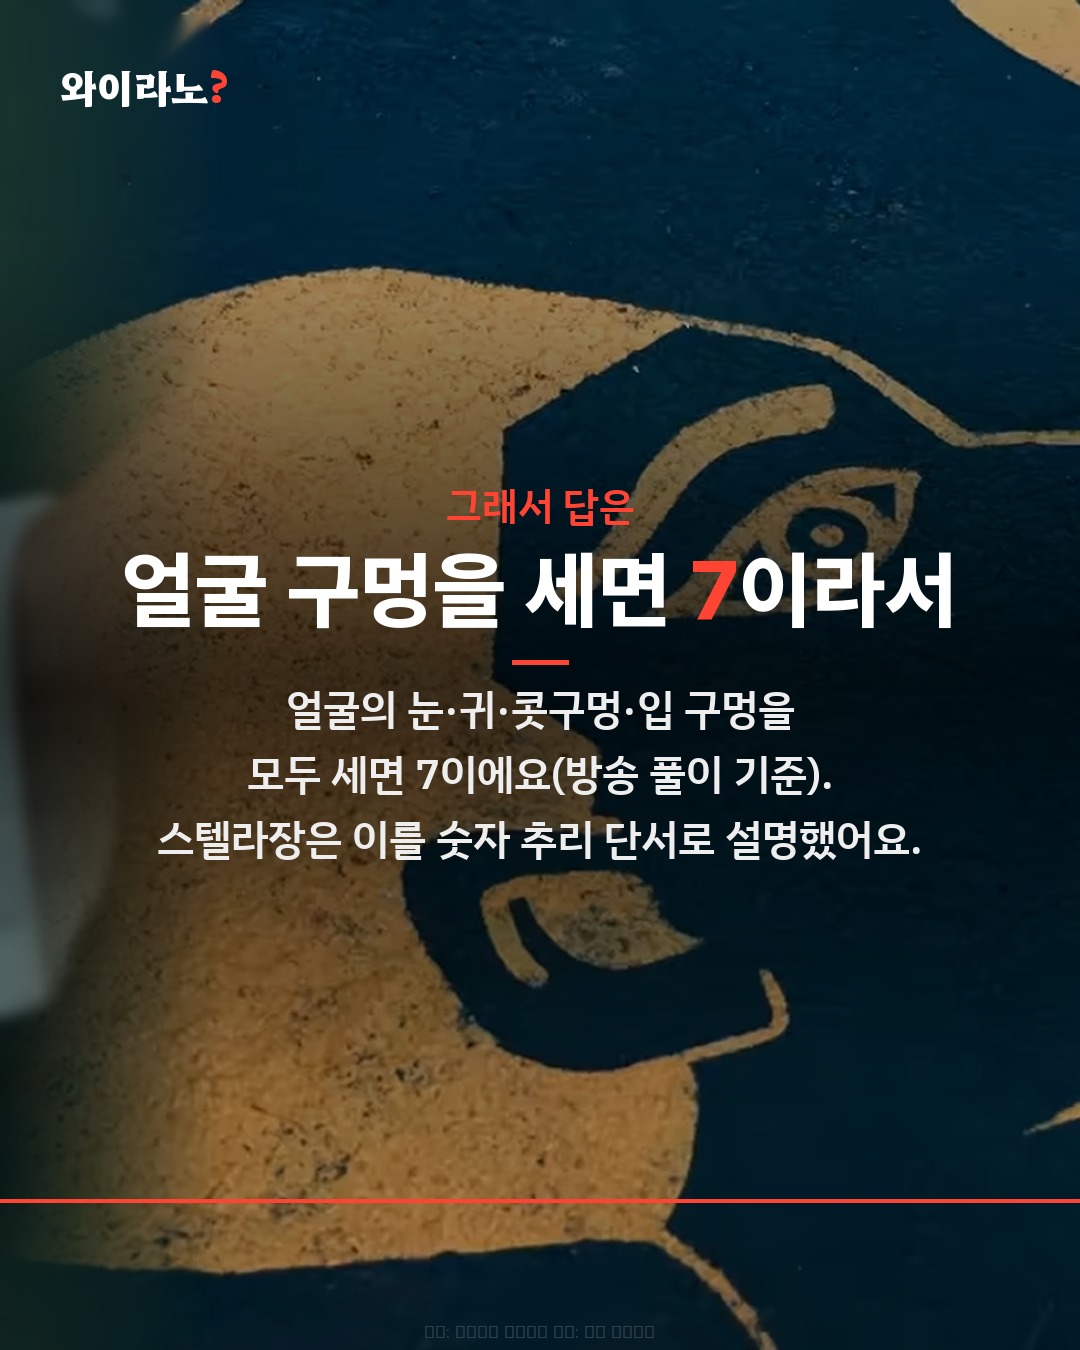 와이라노?
그래서 답은
얼굴 구멍을 세면 7이라서
얼굴의 눈·귀·콧구멍·입 구멍을
모두 세면 7이에요(방송 풀이 기준).
스텔라장은 이를 숫자 추리 단서로 설명했어요.